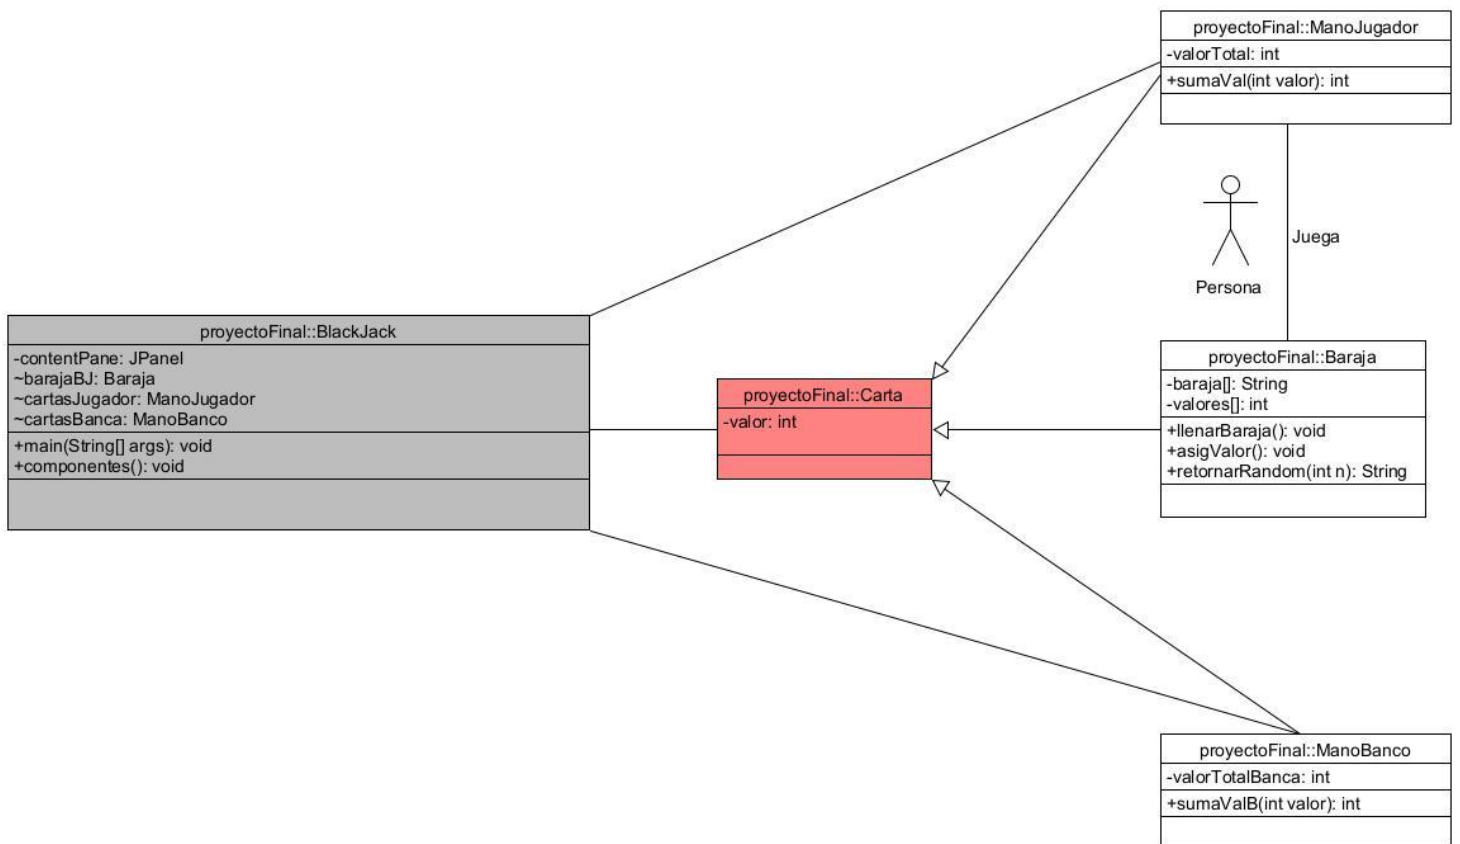 proyectoFinal::ManoJugador
-valorTotal: int
+sumaVal(int valor): int
Juega
Persona
proyectoFinal::BlackJack
-contentPane: JPanel
~barajaBJ: Baraja
~cartasJugador: ManoJugador
~cartasBanca: ManoBanco
+main(String[] args): void
+componentes(): void
proyectoFinal::Carta
-valor: int
proyectoFinal::Baraja
-baraja[]: String
-valores[]: int
+llenarBaraja(): void
+asigValor(): void
+retornarRandom(int n): String
proyectoFinal::ManoBanco
-valorTotalBanca: int
+sumaValB(int valor): int